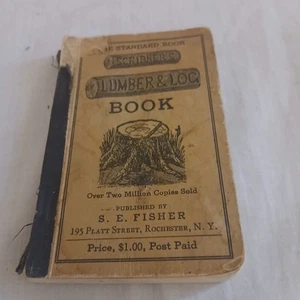 STANDARD BOOK
SCRIBNER'S
LUMBER & LOG
BOOK
Over Two Million Copies Sold
PUBLISHED BY
S. E. FISHER
195 PLATT STREET, ROCHESTER, N. Y.
Price, $1.00, Post Paid